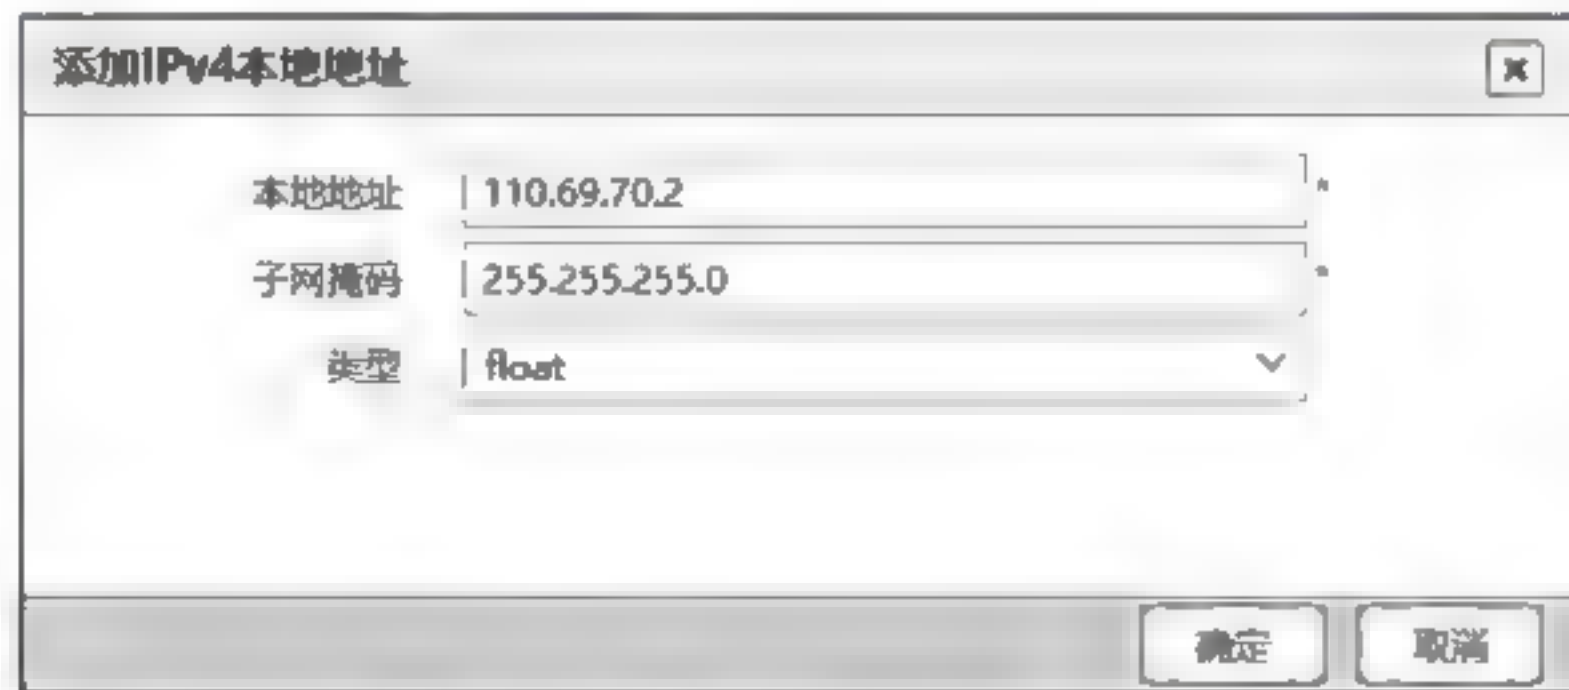 添加IPv4本地地址
本地地址 110.69.70.2 *
子网掩码 255.255.255.0 *
类型 float
确定 取消